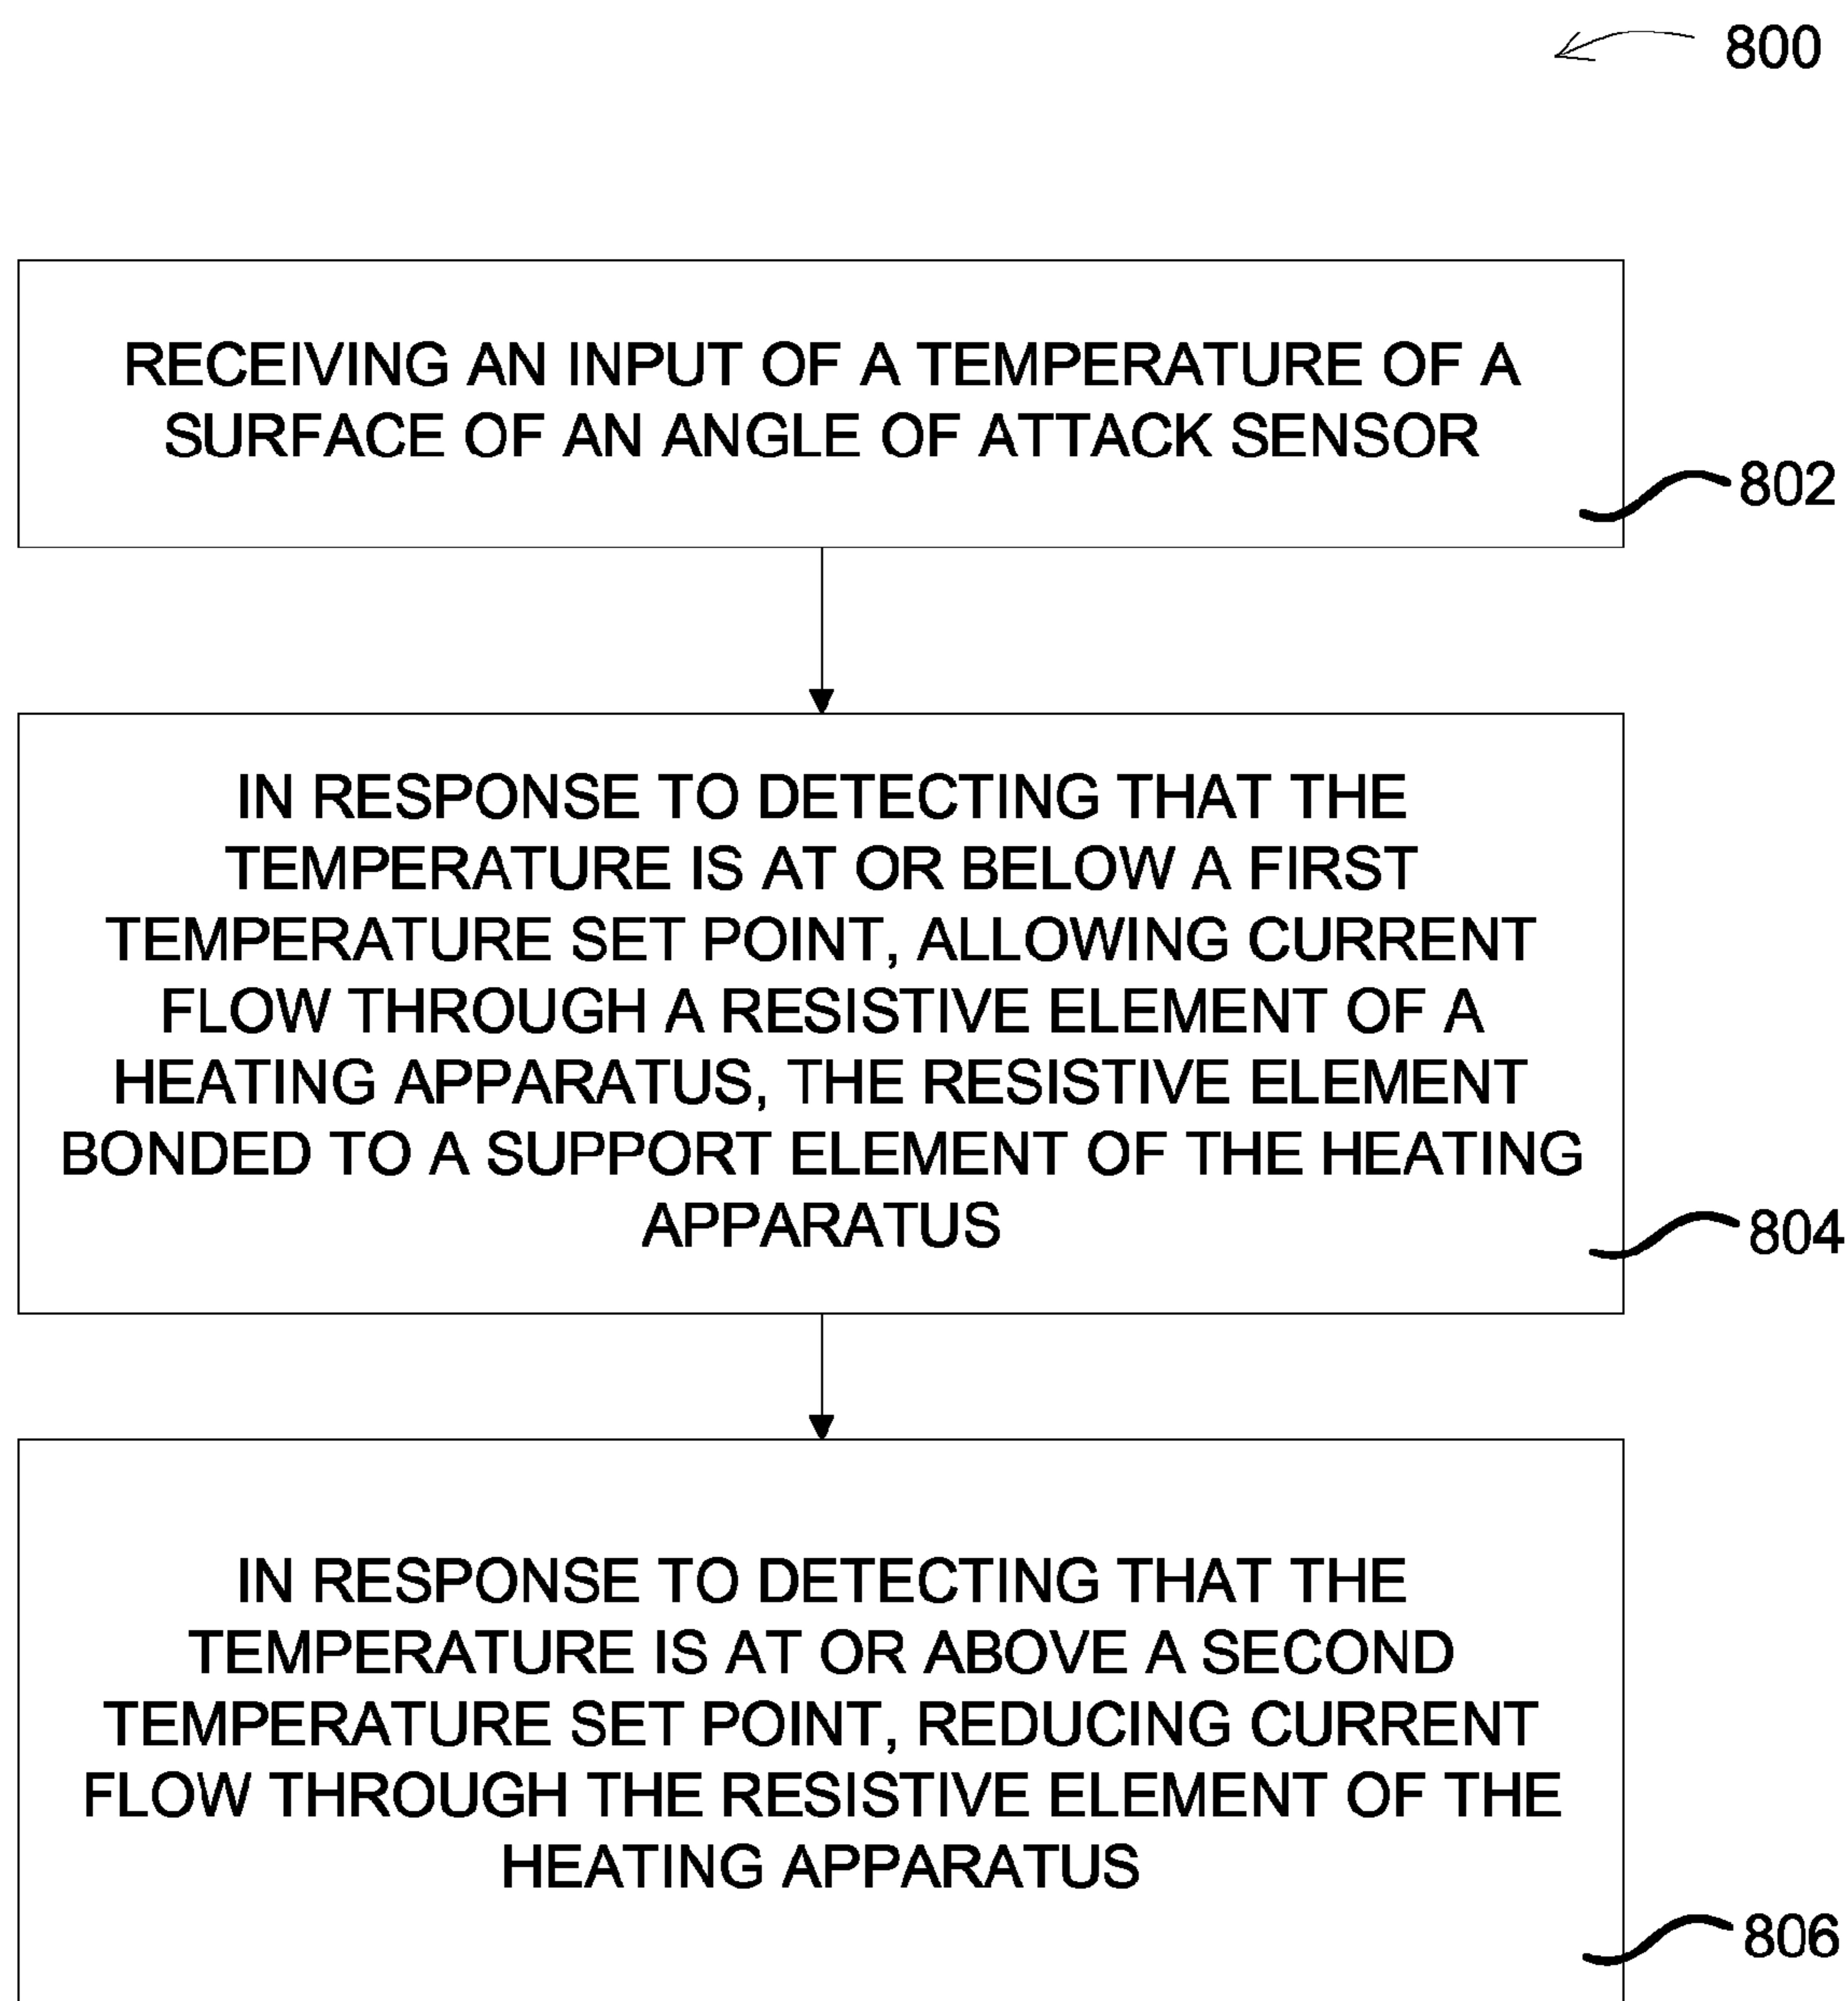 800
RECEIVING AN INPUT OF A TEMPERATURE OF A
SURFACE OF AN ANGLE OF ATTACK SENSOR
802
IN RESPONSE TO DETECTING THAT THE
TEMPERATURE IS AT OR BELOW A FIRST
TEMPERATURE SET POINT, ALLOWING CURRENT
FLOW THROUGH A RESISTIVE ELEMENT OF A
HEATING APPARATUS, THE RESISTIVE ELEMENT
BONDED TO A SUPPORT ELEMENT OF THE HEATING
APPARATUS
804
IN RESPONSE TO DETECTING THAT THE
TEMPERATURE IS AT OR ABOVE A SECOND
TEMPERATURE SET POINT, REDUCING CURRENT
FLOW THROUGH THE RESISTIVE ELEMENT OF THE
HEATING APPARATUS
806